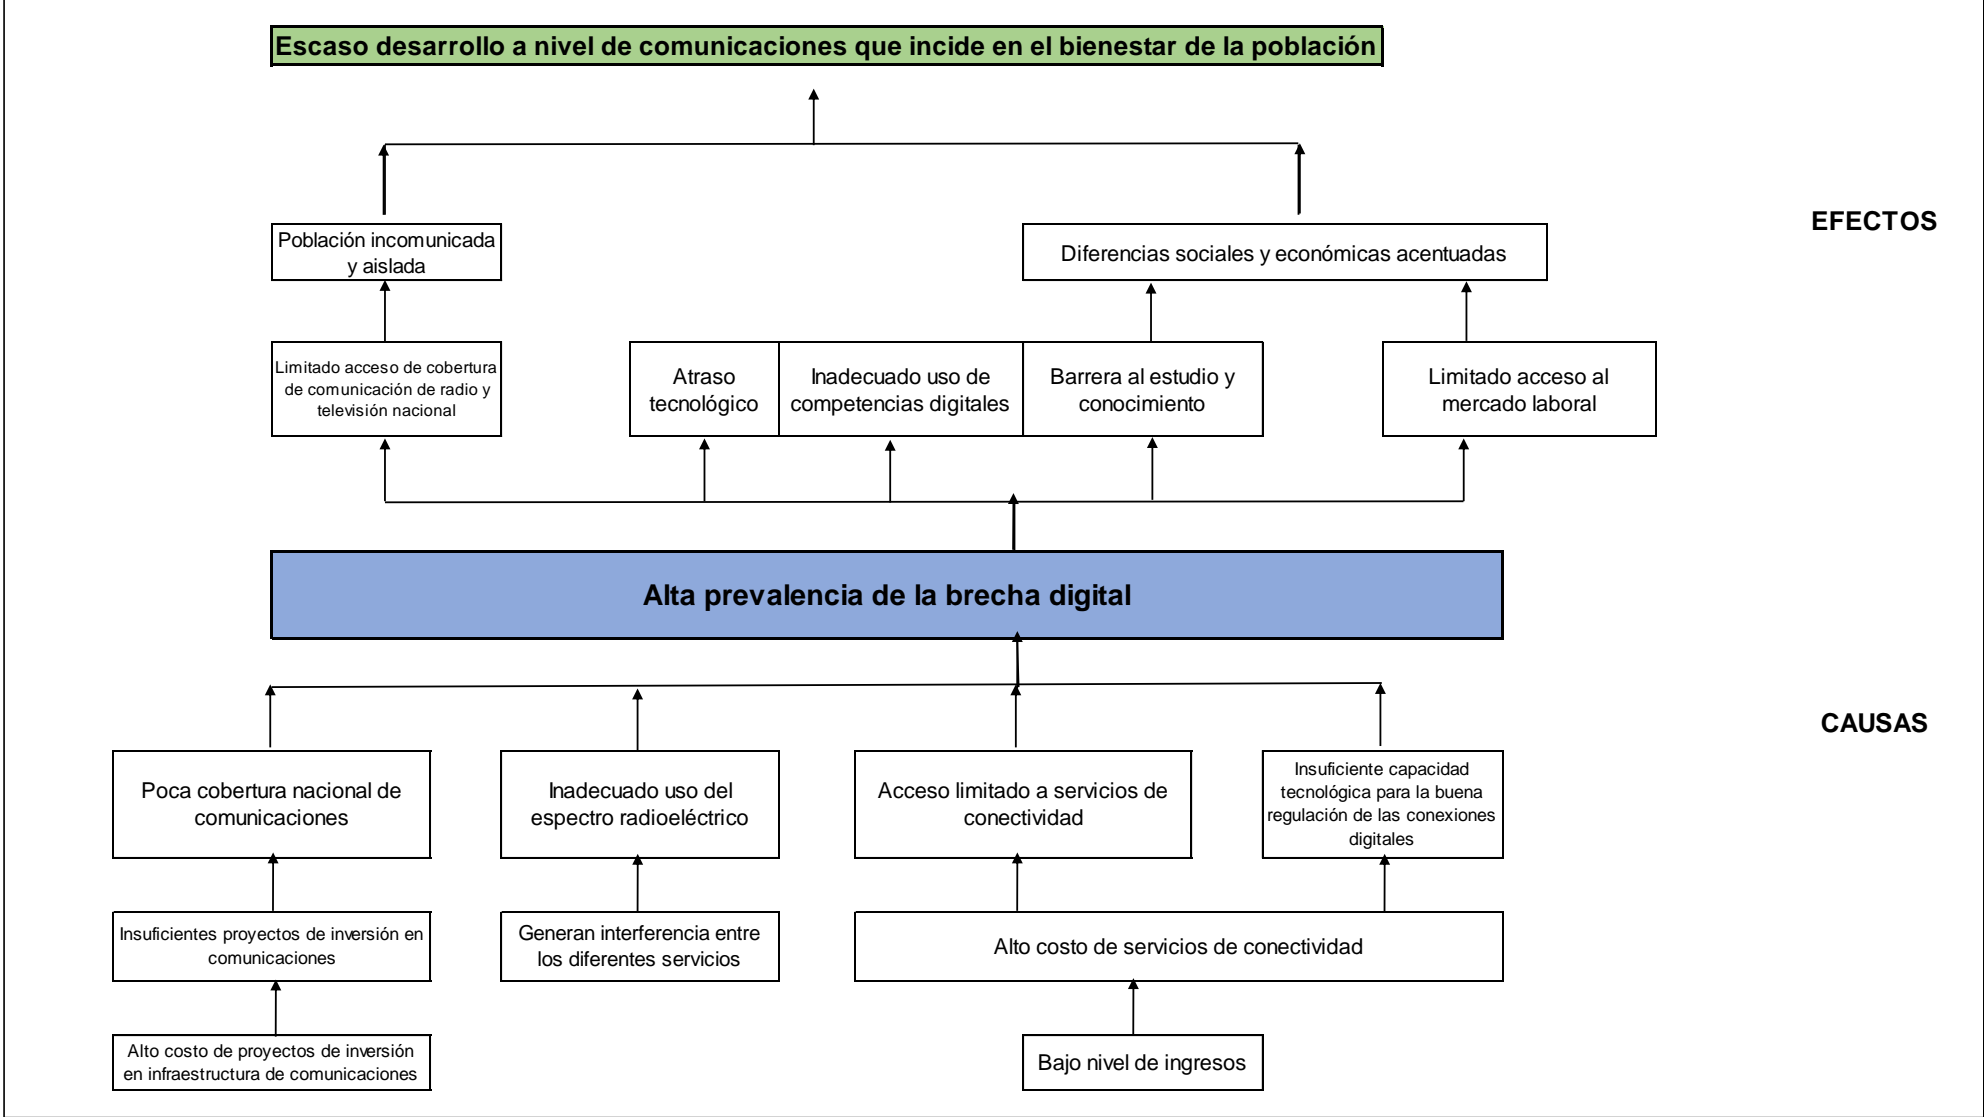 Escaso desarrollo a nivel de comunicaciones que incide en el bienestar de la población
EFECTOS
Población incomunicada
y aislada
Diferencias sociales y económicas acentuadas
Limitado acceso de cobertura
de comunicación de radio y
televisión nacional
Atraso
tecnológico
Inadecuado uso de
competencias digitales
Barrera al estudio y
conocimiento
Limitado acceso al
mercado laboral
Alta prevalencia de la brecha digital
CAUSAS
Poca cobertura nacional de
comunicaciones
Inadecuado uso del
espectro radioeléctrico
Acceso limitado a servicios de
conectividad
Insuficiente capacidad
tecnológica para la buena
regulación de las conexiones
digitales
Insuficientes proyectos de inversión en
comunicaciones
Generan interferencia entre
los diferentes servicios
Alto costo de servicios de conectividad
Alto costo de proyectos de inversión
en infraestructura de comunicaciones
Bajo nivel de ingresos